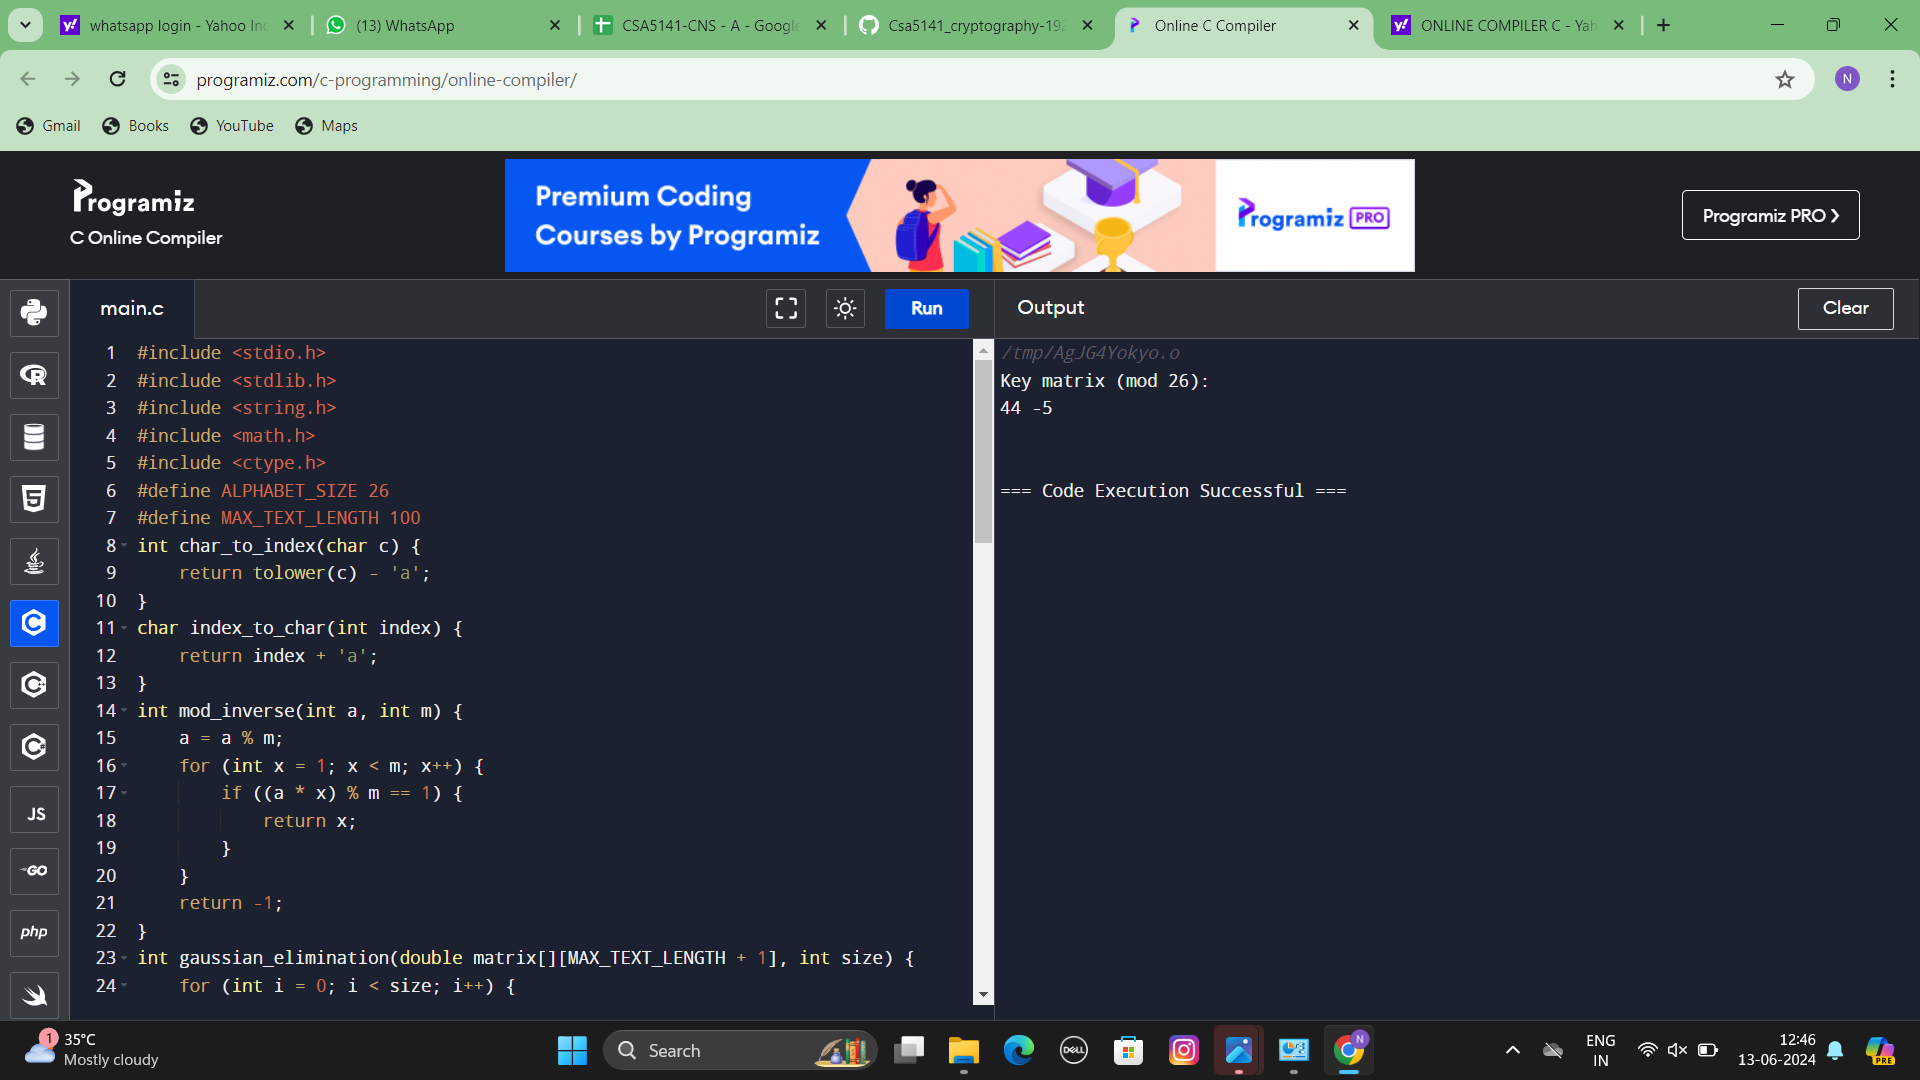 whatsapp login - Yahoo In
(13) WhatsApp
CSA5141-CNS - A - Google
Csa5141_cryptography-192
Online C Compiler
ONLINE COMPILER C - Yah
programiz.com/c-programming/online-compiler/
N
Gmail
Books
YouTube
Maps
Programiz
C Online Compiler
Premium Coding
Courses by Programiz
Programiz PRO
Programiz PRO ›
main.c
Run
Output
Clear
1 #include <stdio.h>
2 #include <stdlib.h>
3 #include <string.h>
4 #include <math.h>
5 #include <ctype.h>
6 #define ALPHABET_SIZE 26
7 #define MAX_TEXT_LENGTH 100
8 int char_to_index(char c) {
9     return tolower(c) - 'a';
10 }
11 char index_to_char(int index) {
12     return index + 'a';
13 }
14 int mod_inverse(int a, int m) {
15     a = a % m;
16     for (int x = 1; x < m; x++) {
17         if ((a * x) % m == 1) {
18             return x;
19         }
20     }
21     return -1;
22 }
23 int gaussian_elimination(double matrix[][MAX_TEXT_LENGTH + 1], int size) {
24     for (int i = 0; i < size; i++) {
/tmp/AgJG4Yokyo.o
Key matrix (mod 26):
44 -5
=== Code Execution Successful ===
JS
GO
php
1
35°C
Mostly cloudy
Search
DELL
N
ENG
IN
12:46
13-06-2024
PRE